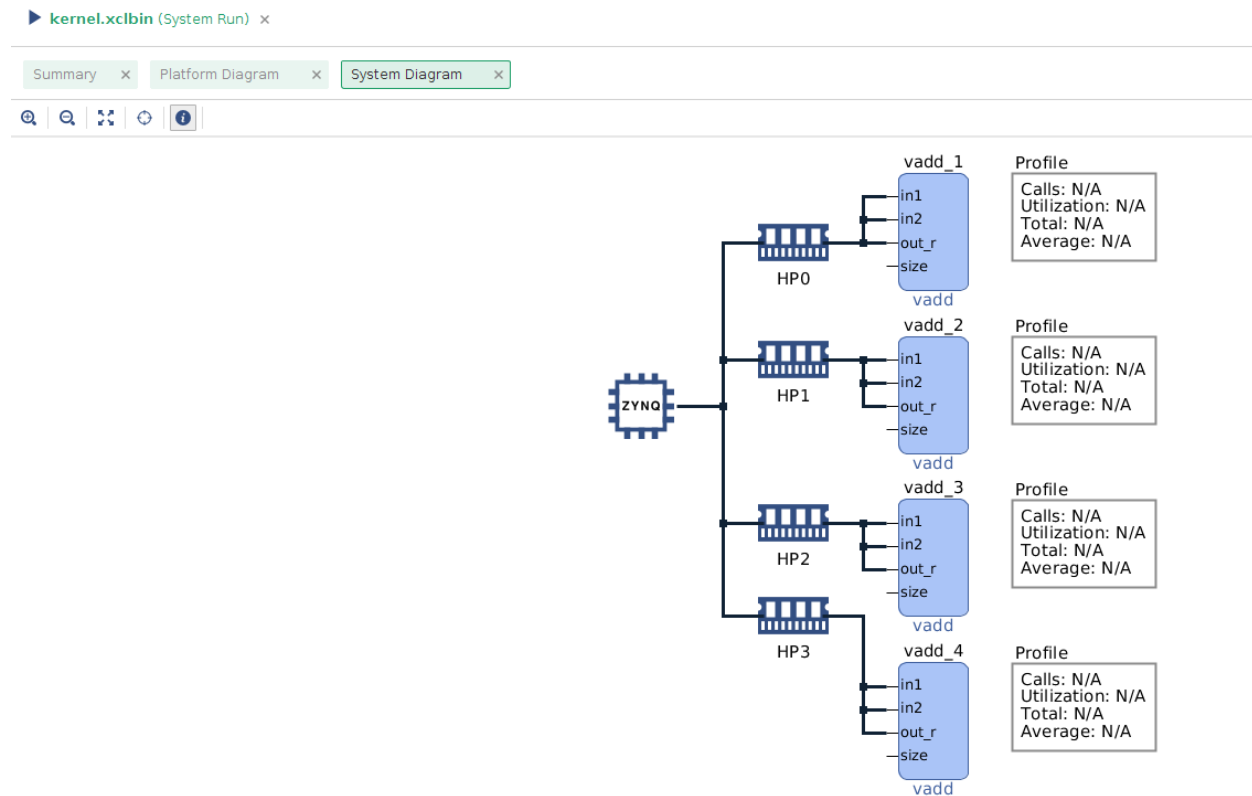 kernel.xclbin (System Run) ×
Summary ×
Platform Diagram ×
System Diagram ×
vadd_1
in1
in2
out_r
size
vadd
Profile
Calls: N/A
Utilization: N/A
Total: N/A
Average: N/A
HP0
vadd_2
in1
in2
out_r
size
vadd
Profile
Calls: N/A
Utilization: N/A
Total: N/A
Average: N/A
HP1
ZYNQ
vadd_3
in1
in2
out_r
size
vadd
Profile
Calls: N/A
Utilization: N/A
Total: N/A
Average: N/A
HP2
HP3
vadd_4
in1
in2
out_r
size
vadd
Profile
Calls: N/A
Utilization: N/A
Total: N/A
Average: N/A